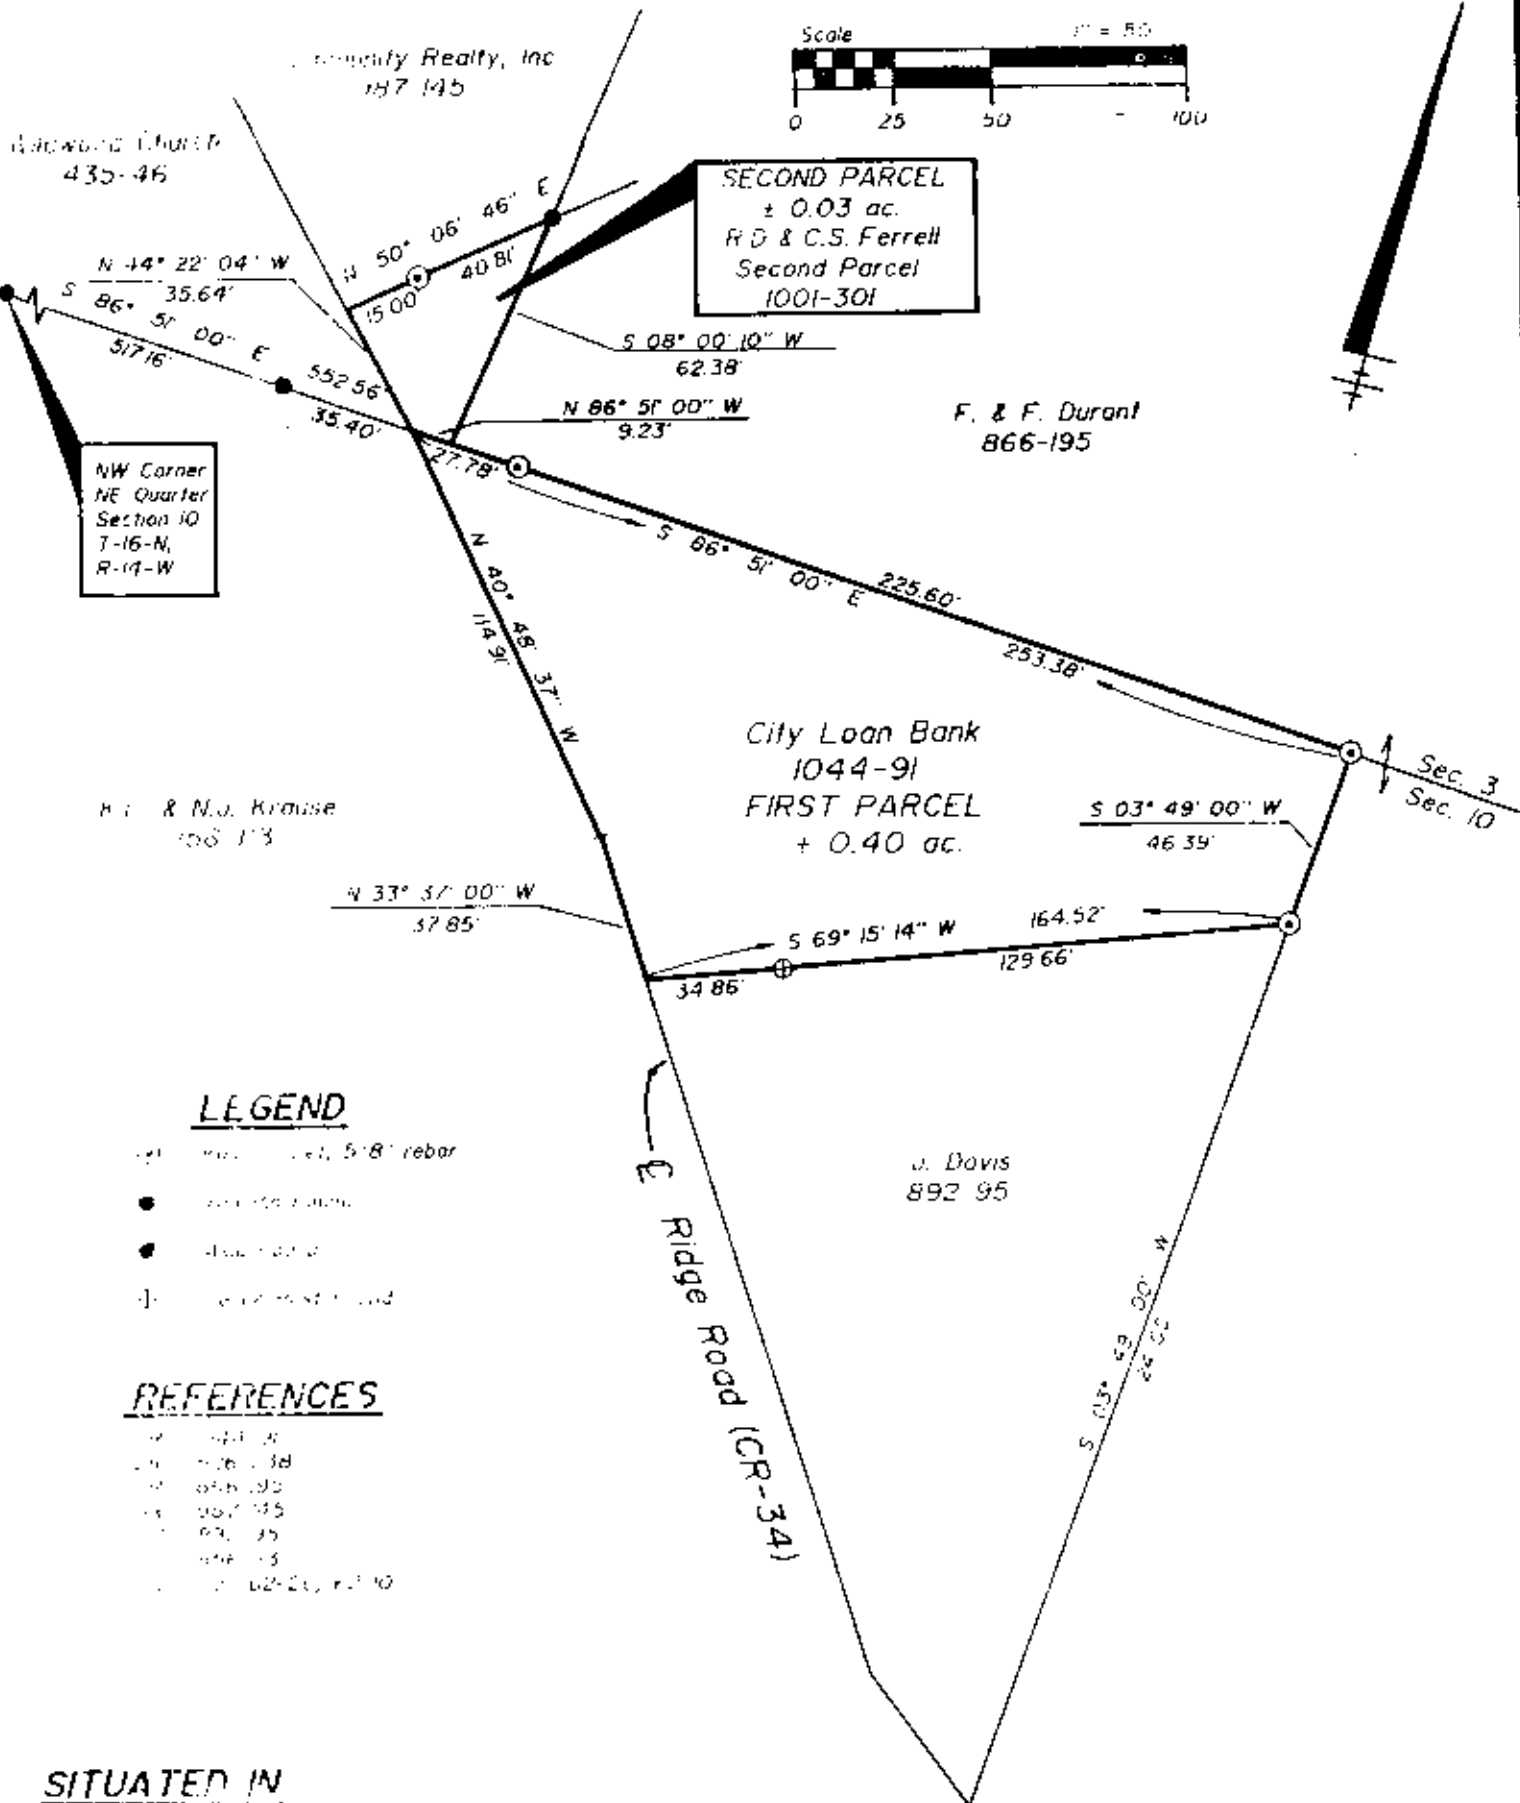 Scale
1" = 50
0 25 50 - 100
Realty, Inc
187 145
Church
435-46
SECOND PARCEL
± 0.03 ac.
R D & C.S. Ferrell
Second Parcel
1001-301
N 50° 06' 46" E
15.00'
40.81'
N 44° 22' 04" W
35.64'
S 86° 51' 00" E
517.16'
552.56'
35.40'
S 08° 00' 10" W
62.38'
N 86° 51' 00" W
9.23'
27.78'
F. & F. Durant
866-195
NW Corner
NE Quarter
Section 10
T-16-N,
R-14-W
S 86° 51' 00" E
225.60'
253.38'
N 40° 48' 37" W
114.91'
City Loan Bank
1044-91
FIRST PARCEL
+ 0.40 ac.
Sec. 3
Sec. 10
S 03° 49' 00" W
46.39'
& N.J. Krause
N 33° 37' 00" W
37.85'
S 69° 15' 14" W
164.52'
34.86'
129.66'
LEGEND
rebar
J. Davis
892 95
℄ Ridge Road (CR-34)
S 03° 49' 00" W
REFERENCES
SITUATED IN